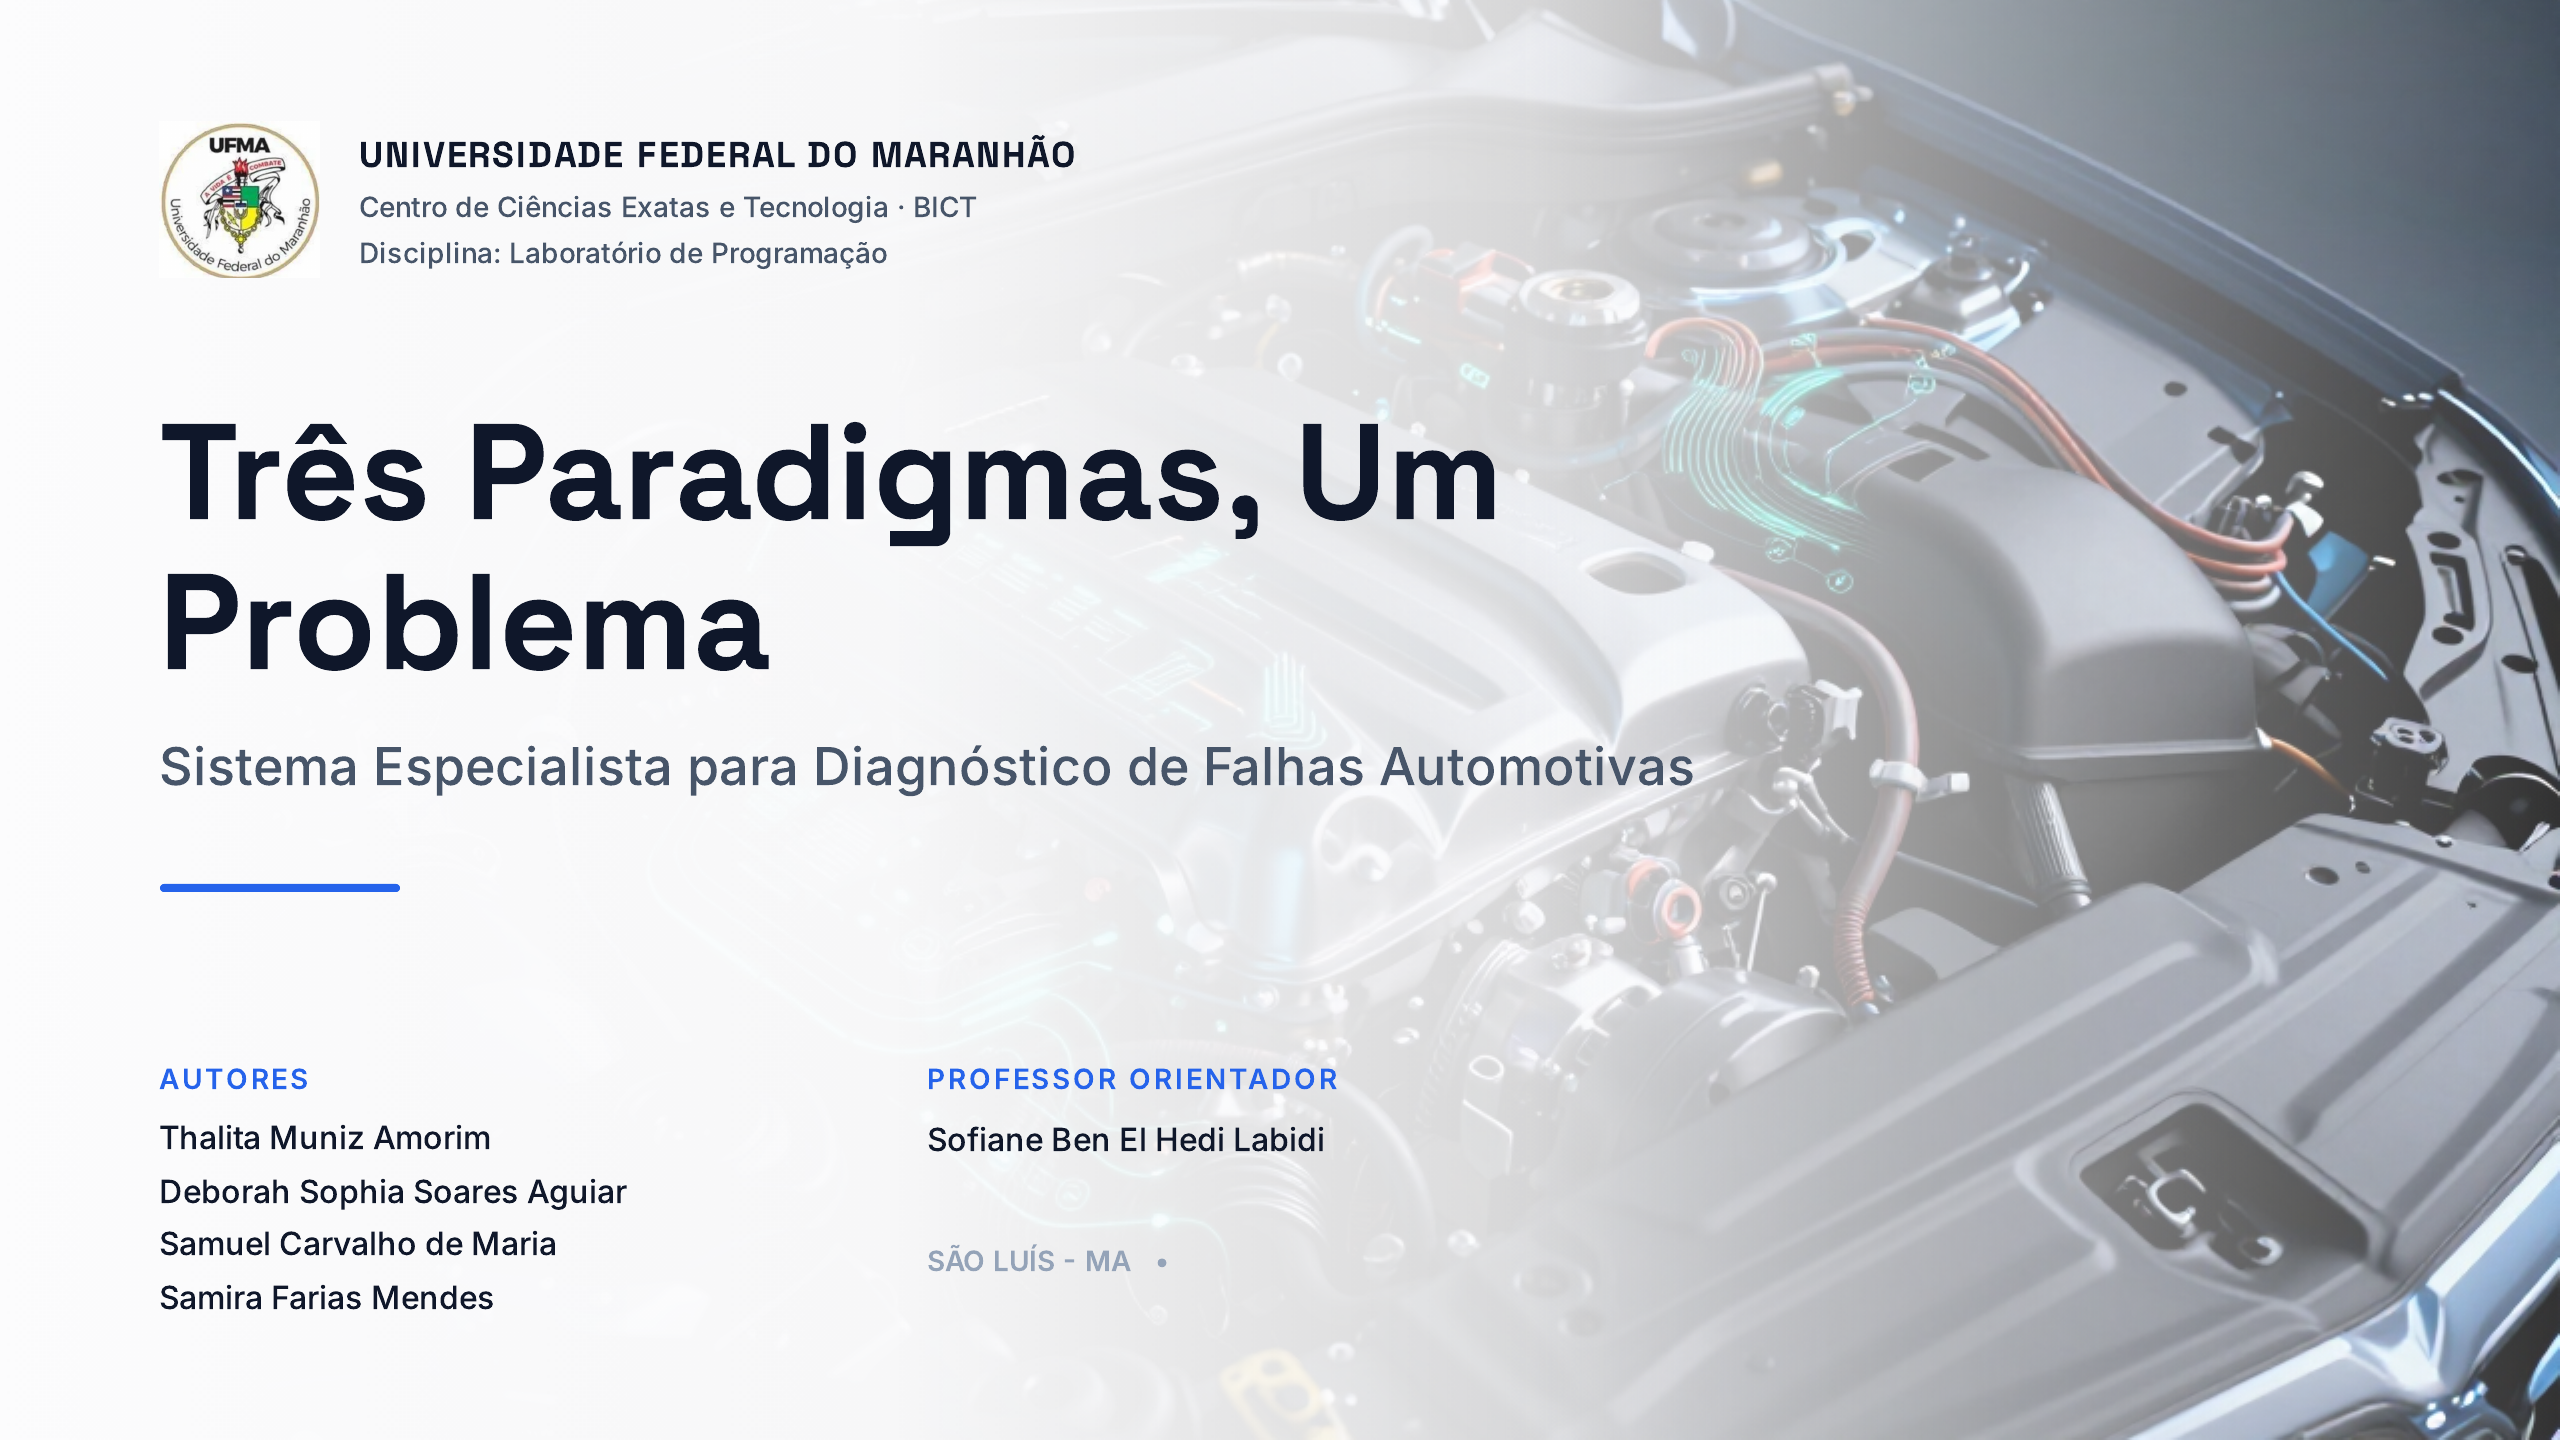 UFMA
A VIDA É COMBATE
Universidade Federal do Maranhão
UNIVERSIDADE FEDERAL DO MARANHÃO
Centro de Ciências Exatas e Tecnologia · BICT
Disciplina: Laboratório de Programação
Três Paradigmas, Um
Problema
Sistema Especialista para Diagnóstico de Falhas Automotivas
AUTORES
Thalita Muniz Amorim
Deborah Sophia Soares Aguiar
Samuel Carvalho de Maria
Samira Farias Mendes
PROFESSOR ORIENTADOR
Sofiane Ben El Hedi Labidi
SÃO LUÍS - MA •